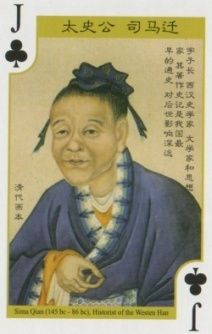 J
太史公 司马迁
字子长 西汉史学家 文学家和思想
家 其著作史记是我国最
早的通史 对后世影响深远
清代画本
Sima Qian (145 bc - 86 bc), Historist of the Westen Han
J